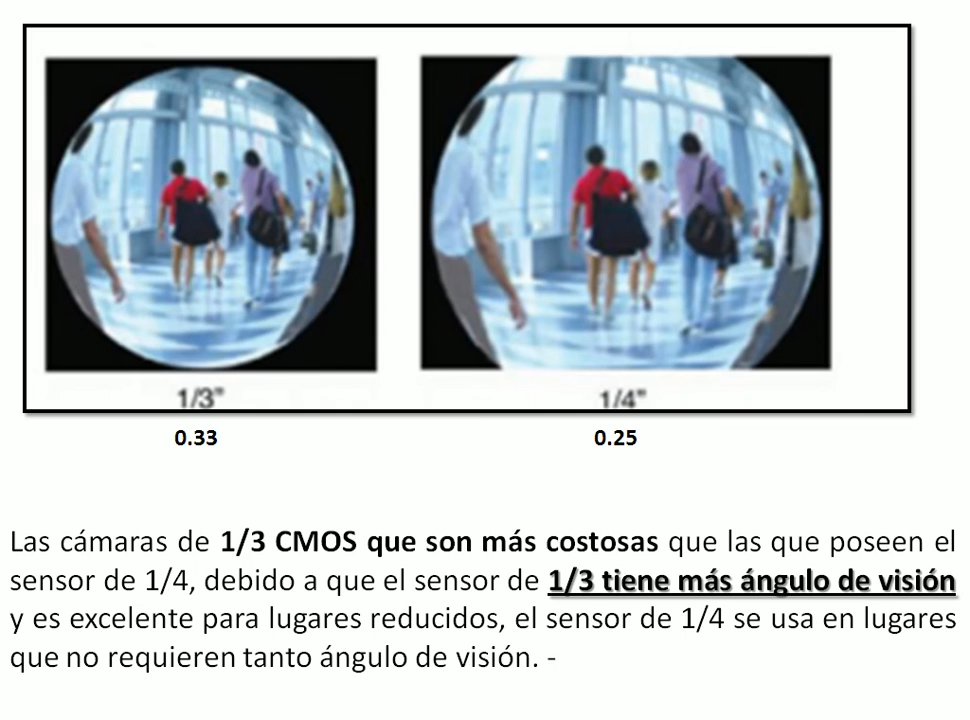 1/3" 1/4"
0.33 0.25
Las cámaras de 1/3 CMOS que son más costosas que las que poseen el
sensor de 1/4, debido a que el sensor de 1/3 tiene más ángulo de visión
y es excelente para lugares reducidos, el sensor de 1/4 se usa en lugares
que no requieren tanto ángulo de visión. -